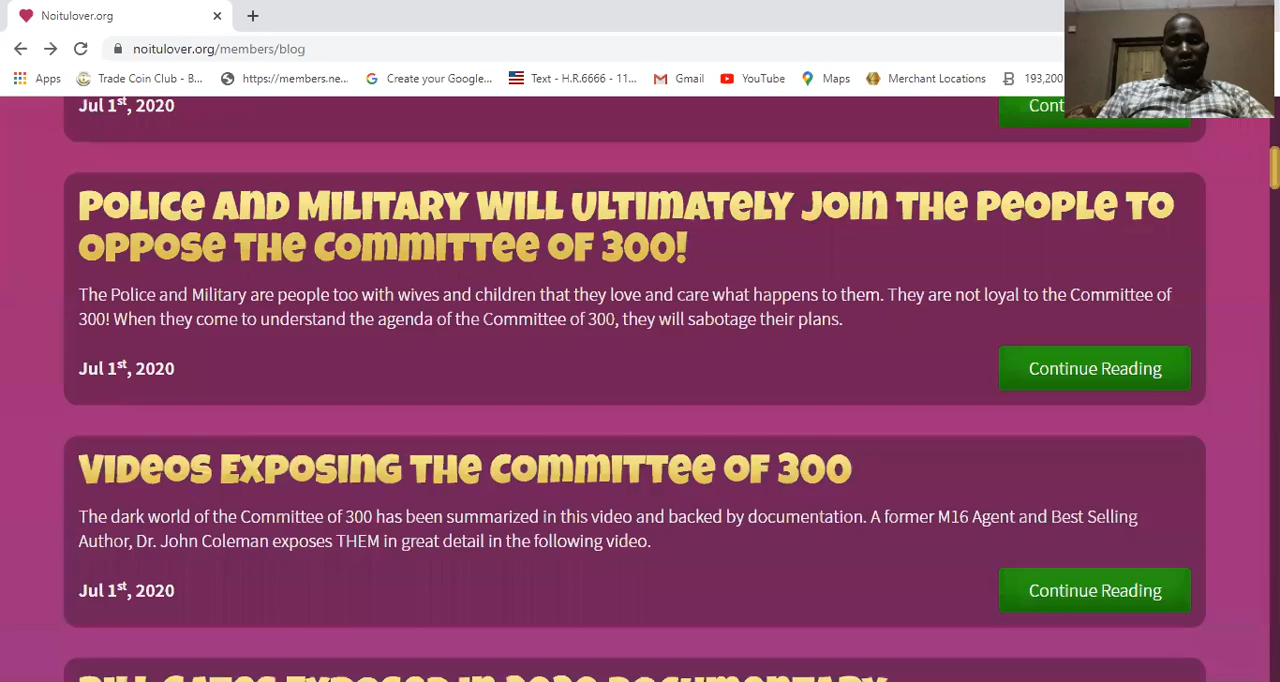 Noitulover.org
noitulover.org/members/blog
Apps Trade Coin Club - B... https://members.ne... Create your Google... Text - H.R.6666 - 11... Gmail YouTube Maps Merchant Locations 193,200
Jul 1st, 2020
Cont
Police and Military will ultimately join the people to
oppose the Committee of 300!
The Police and Military are people too with wives and children that they love and care what happens to them. They are not loyal to the Committee of
300! When they come to understand the agenda of the Committee of 300, they will sabotage their plans.
Jul 1st, 2020
Continue Reading
Videos Exposing the Committee of 300
The dark world of the Committee of 300 has been summarized in this video and backed by documentation. A former M16 Agent and Best Selling
Author, Dr. John Coleman exposes THEM in great detail in the following video.
Jul 1st, 2020
Continue Reading
Bill Gates Exposed in 2020 Documentary